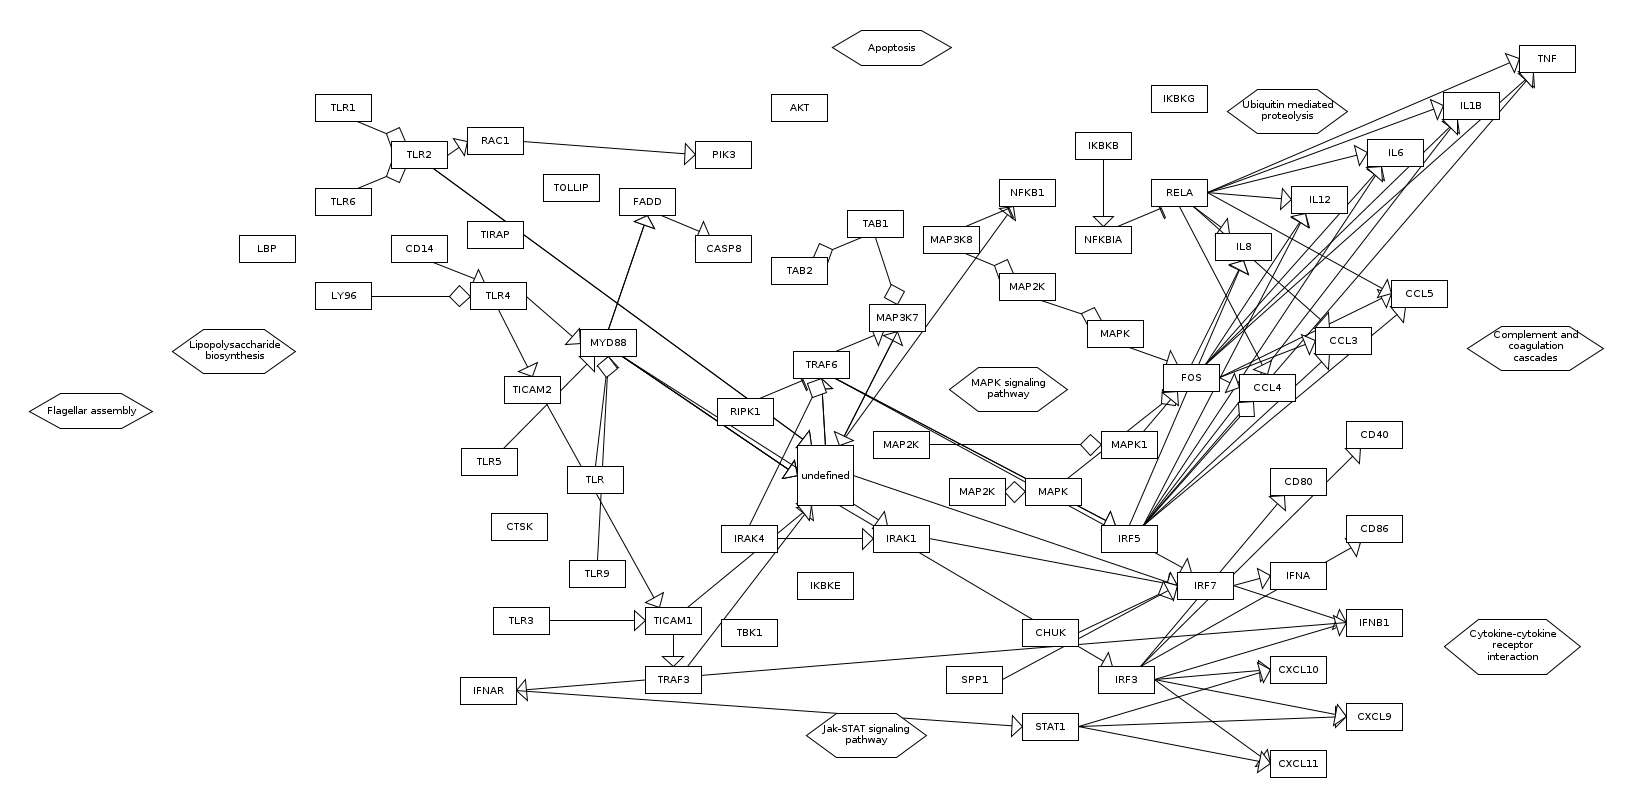 Apoptosis
TNF
TLR1
AKT
IKBKG
Ubiquitin mediated
proteolysis
IL1B
RAC1
TLR2
PIK3
IKBKB
IL6
TOLLIP
TLR6
FADD
NFKB1
RELA
IL12
TAB1
TIRAP
LBP
CD14
CASP8
MAP3K8
NFKBIA
IL8
TAB2
MAP2K
LY96
TLR4
CCL5
MAP3K7
MAPK
MYD88
CCL3
Lipopolysaccharide
biosynthesis
Complement and
coagulation
cascades
TRAF6
FOS
TICAM2
MAPK signaling
pathway
CCL4
Flagellar assembly
RIPK1
CD40
MAP2K
MAPK1
TLR5
undefined
TLR
CD80
MAP2K
MAPK
CTSK
CD86
IRAK4
IRAK1
IRF5
TLR9
IKBKE
IRF7
IFNA
TLR3
TICAM1
TBK1
CHUK
IFNB1
Cytokine-cytokine
receptor
interaction
CXCL10
TRAF3
SPP1
IRF3
IFNAR
CXCL9
STAT1
Jak-STAT signaling
pathway
CXCL11